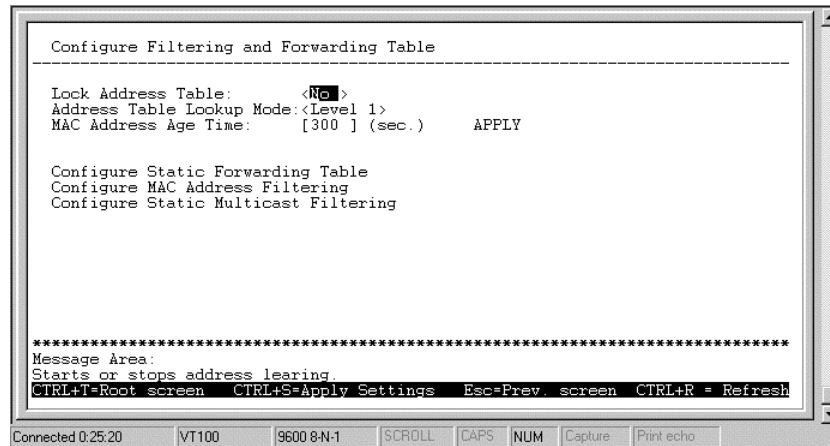 Configure Filtering and Forwarding Table
Lock Address Table: <No >
Address Table Lookup Mode:<Level 1>
MAC Address Age Time: [300 ] (sec.) APPLY
Configure Static Forwarding Table
Configure MAC Address Filtering
Configure Static Multicast Filtering
*******************************************************************************
Message Area:
Starts or stops address learing.
CTRL+T=Root screen CTRL+S=Apply Settings Esc=Prev. screen CTRL+R = Refresh
Connected 0:25:20 VT100 9600 8-N-1 SCROLL CAPS NUM Capture Print echo